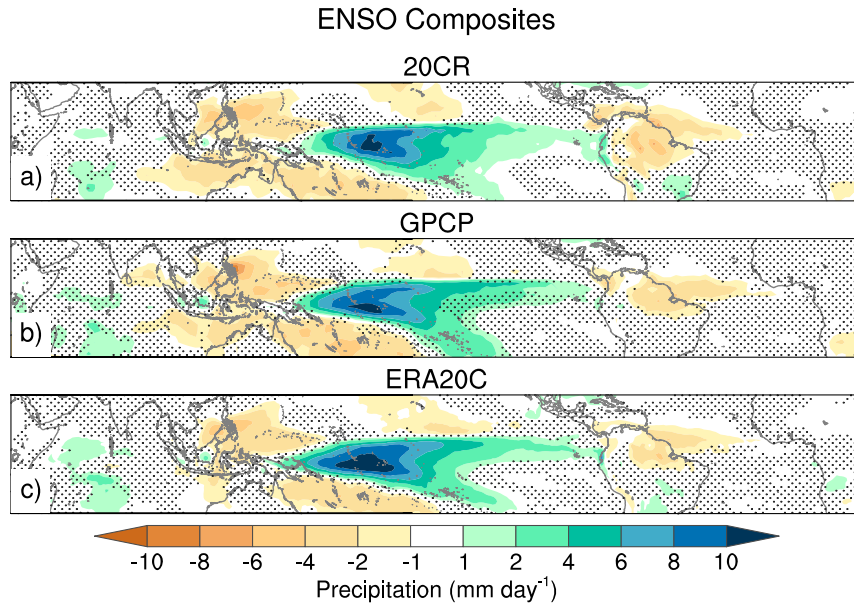 ENSO Composites
20CR
a)
GPCP
b)
ERA20C
c)
-10 -8 -6 -4 -2 -1 1 2 4 6 8 10
Precipitation (mm day⁻¹)